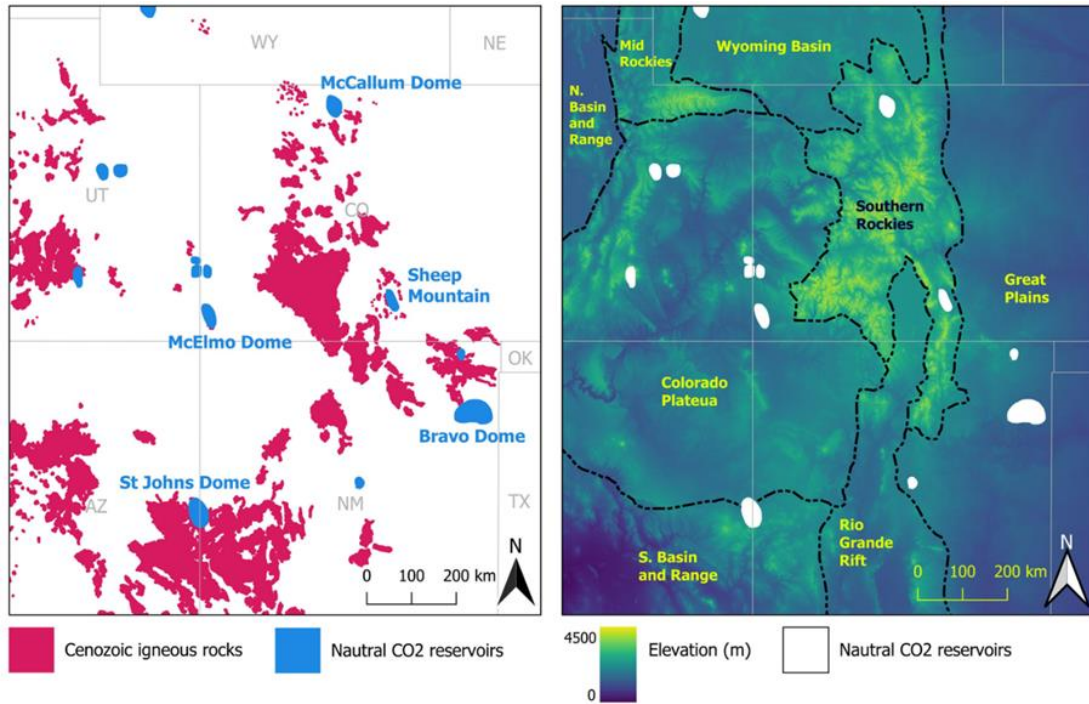 WY
NE
McCallum Dome
UT
CO
Sheep
Mountain
McElmo Dome
OK
Bravo Dome
St Johns Dome
AZ
NM
TX
N
0 100 200 km
Cenozoic igneous rocks
Nautral CO2 reservoirs
Mid
Rockies
Wyoming Basin
N.
Basin
and
Range
Southern
Rockies
Great
Plains
Colorado
Plateua
S. Basin
and Range
Rio
Grande
Rift
N
0 100 200 km
4500
0
Elevation (m)
Nautral CO2 reservoirs